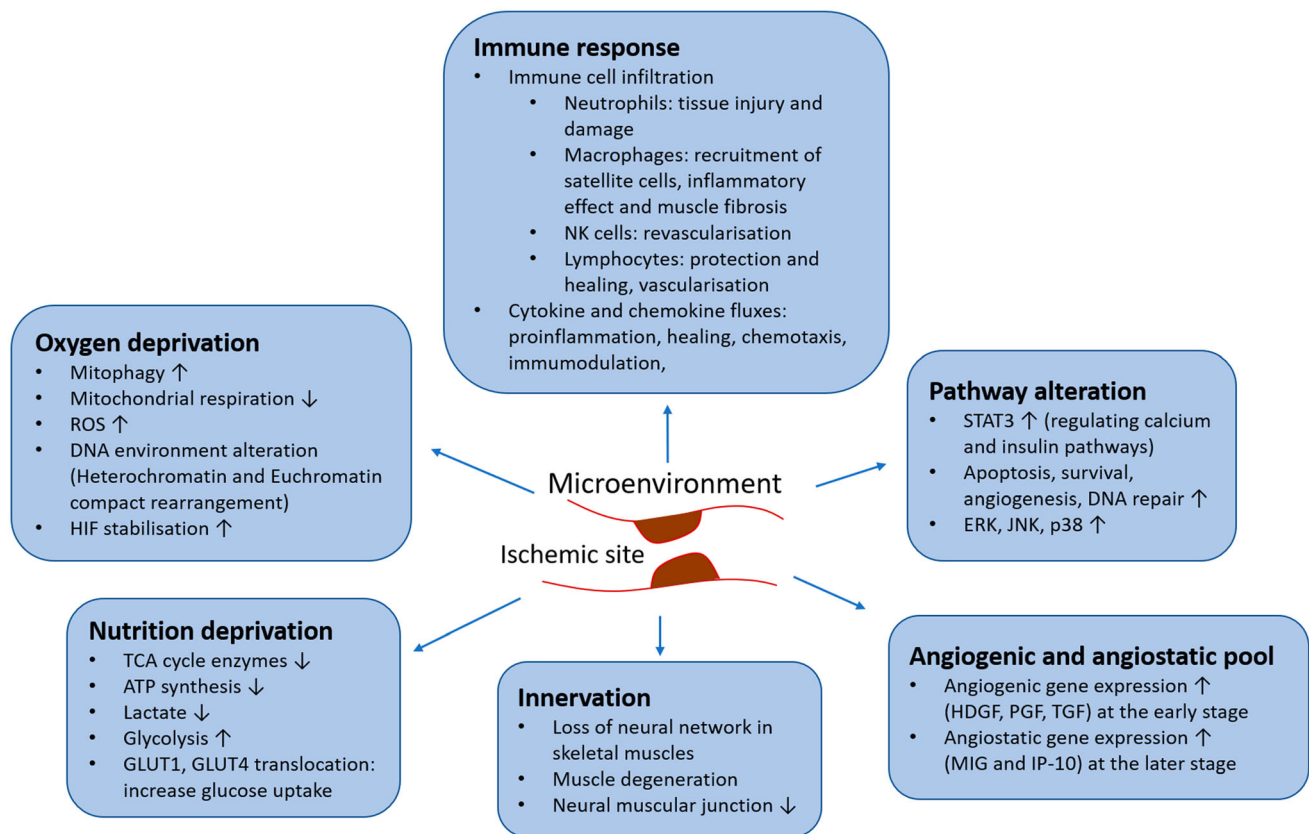 Immune response
• Immune cell infiltration
• Neutrophils: tissue injury and
damage
• Macrophages: recruitment of
satellite cells, inflammatory
effect and muscle fibrosis
• NK cells: revascularisation
• Lymphocytes: protection and
healing, vascularisation
• Cytokine and chemokine fluxes:
proinflammation, healing, chemotaxis,
immumodulation,
Oxygen deprivation
• Mitophagy ↑
• Mitochondrial respiration ↓
• ROS ↑
• DNA environment alteration
(Heterochromatin and Euchromatin
compact rearrangement)
• HIF stabilisation ↑
Pathway alteration
• STAT3 ↑ (regulating calcium
and insulin pathways)
• Apoptosis, survival,
angiogenesis, DNA repair ↑
• ERK, JNK, p38 ↑
Microenvironment
Ischemic site
Nutrition deprivation
• TCA cycle enzymes ↓
• ATP synthesis ↓
• Lactate ↓
• Glycolysis ↑
• GLUT1, GLUT4 translocation:
increase glucose uptake
Innervation
• Loss of neural network in
skeletal muscles
• Muscle degeneration
• Neural muscular junction ↓
Angiogenic and angiostatic pool
• Angiogenic gene expression ↑
(HDGF, PGF, TGF) at the early stage
• Angiostatic gene expression ↑
(MIG and IP-10) at the later stage